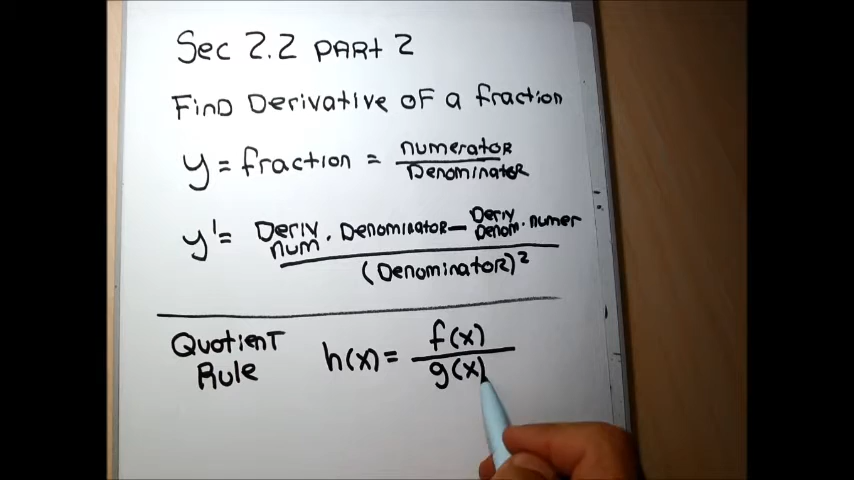 Sec 2.2 PARt 2
FinD Derivative oF a fraction
y = fraction = numeratoR / DenominatoR
y' = Deriv num · DenominatoR - Deriv Denom · numer / (DenominatoR)²
QuotienT Rule h(x) = f(x) / g(x)